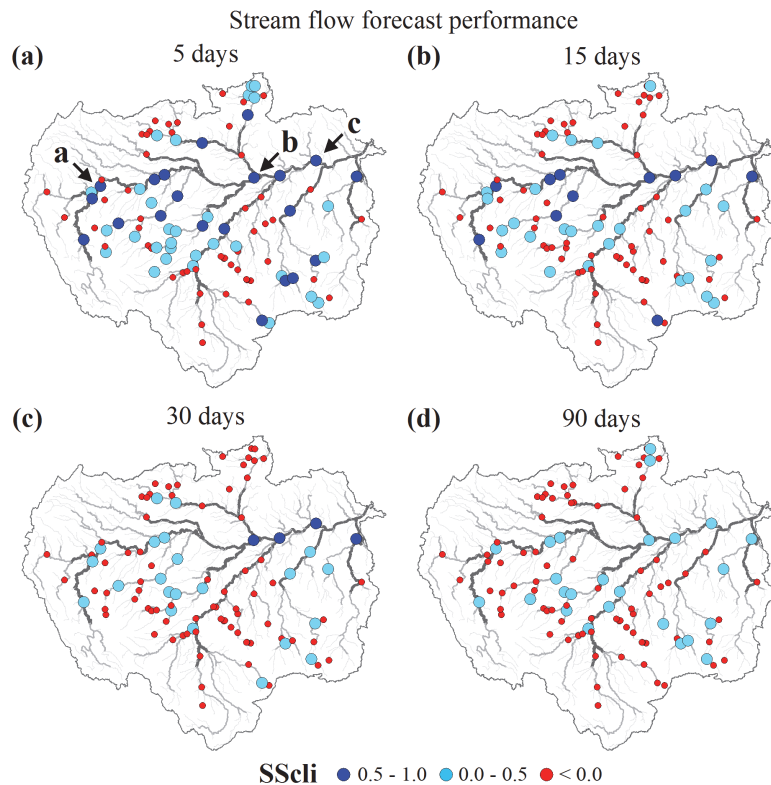 Stream flow forecast performance
(a) 5 days
(b) 15 days
a
b
c
(c) 30 days
(d) 90 days
SScli 0.5 - 1.0 0.0 - 0.5 < 0.0